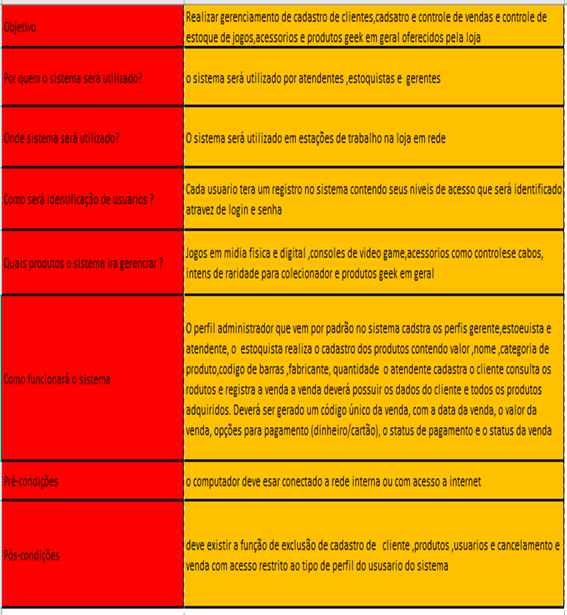 Objetivo
Realizar gerenciamento de cadastro de clientes,cadsatro e controle de vendas e controle de
estoque de jogos,acessorios e produtos geek em geral oferecidos pela loja
Por quem o sistema será utilizado?
o sistema será utilizado por atendentes ,estoquistas e gerentes
Onde sistema será utilizado?
O sistema será utilizado em estações de trabalho na loja em rede
Como será identificação de usuarios ?
Cada usuario tera um registro no sistema contendo seus niveis de acesso que será identificado
atravez de login e senha
Quais produtos o sistema ira gerenciar ?
Jogos em midia fisica e digital ,consoles de video game,acessorios como controlese cabos,
intens de raridade para colecionador e produtos geek em geral
Como funcionará o sistema
O perfil administrador que vem por padrão no sistema cadstra os perfis gerente,estoeuista e
atendente, o estoquista realiza o cadastro dos produtos contendo valor ,nome ,categoria de
produto,codigo de barras ,fabricante, quantidade o atendente cadastra o cliente consulta os
rodutos e registra a venda a venda deverá possuir os dados do cliente e todos os produtos
adquiridos. Deverá ser gerado um código único da venda, com a data da venda, o valor da
venda, opções para pagamento (dinheiro/cartão), o status de pagamento e o status da venda
Pré-condições
o computador deve esar conectado a rede interna ou com acesso a internet
Pós-condições
deve existir a função de exclusão de cadastro de cliente ,produtos ,usuarios e cancelamento e
venda com acesso restrito ao tipo de perfil do ususario do sistema